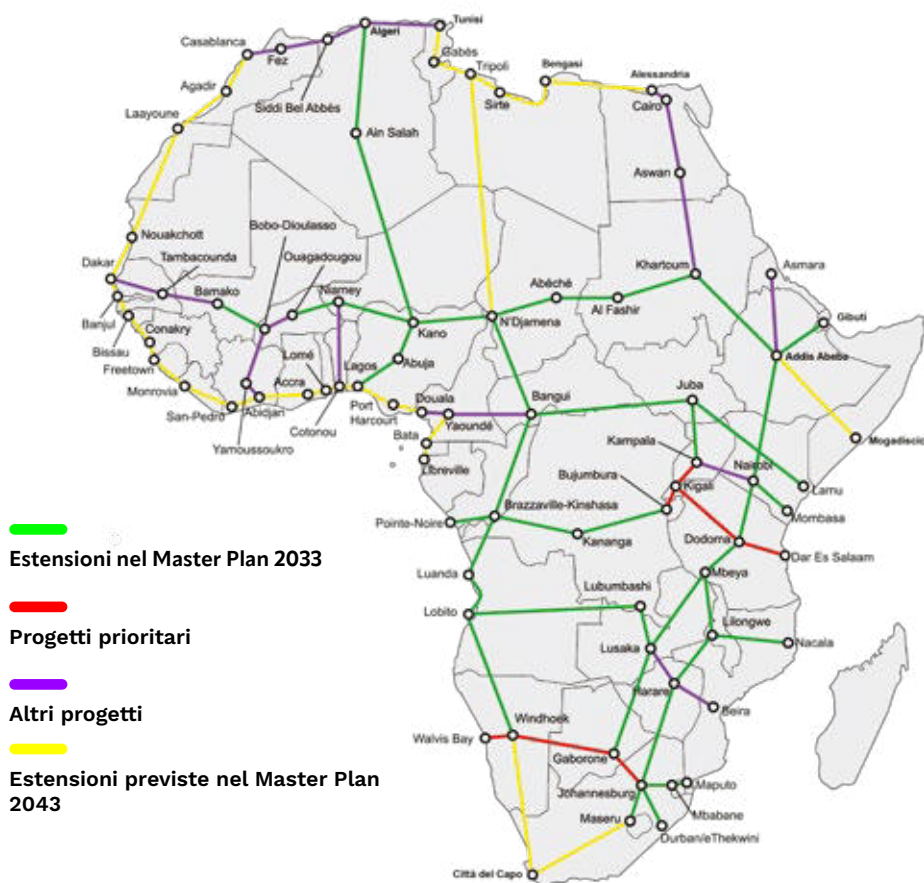 Tunisi
Algeri
Casablanca
Fez
Gabès
Tripoli
Bengasi
Alessandria
Agadir
Siddi Bel Abbès
Sirte
Cairo
Laayoune
Ain Salah
Aswan
Nouakchott
Bobo-Dioulasso
Dakar
Tambacounda
Ouagadougou
Khartoum
Asmara
Bamako
Niamey
Abéché
Al Fashir
Gibuti
Banjul
Bissau
Conakry
Kano
N'Djamena
Freetown
Lomé
Lagos
Abuja
Addis Abeba
Monrovia
Accra
Juba
San-Pedro
Abidjan
Port
Harcourt
Douala
Bangui
Yamoussoukro
Cotonou
Yaoundé
Kampala
Mogadiscio
Bata
Bujumbura
Nairobi
Libreville
Kigali
Lamu
Pointe-Noire
Brazzaville-Kinshasa
Mombasa
Kananga
Dodoma
Dar Es Salaam
Estensioni nel Master Plan 2033
Luanda
Lubumbashi
Mbeya
Progetti prioritari
Lobito
Lilongwe
Lusaka
Nacala
Altri progetti
Harare
Beira
Walvis Bay
Windhoek
Gaborone
Estensioni previste nel Master Plan
2043
Johannesburg
Maputo
Mbabane
Maseru
Durban/eThekwini
Città del Capo